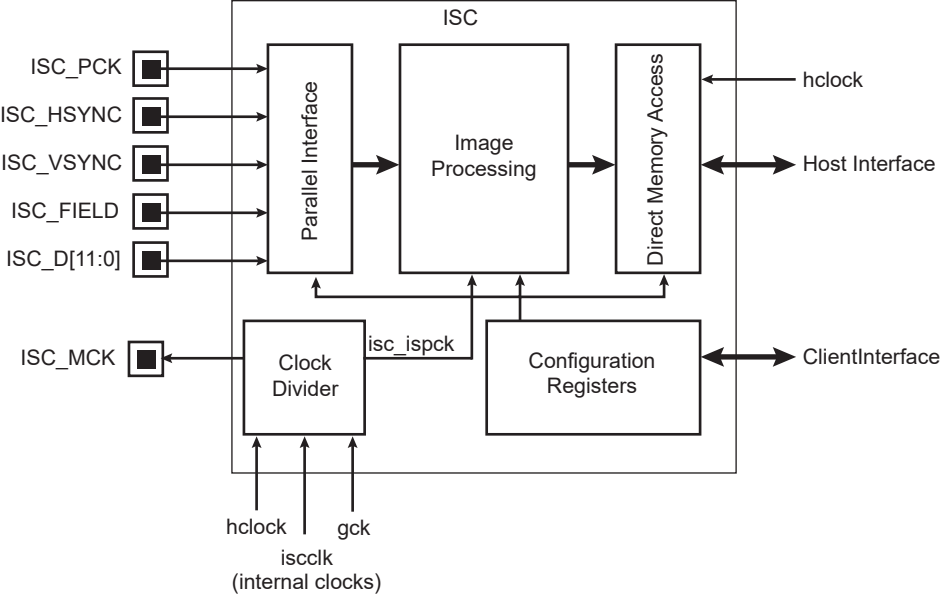 ISC
ISC_PCK
ISC_HSYNC
ISC_VSYNC
ISC_FIELD
ISC_D[11:0]
Parallel Interface
Image
Processing
Direct Memory Access
hclock
Host Interface
ISC_MCK
Clock
Divider
isc_ispck
Configuration
Registers
ClientInterface
hclock
iscclk
(internal clocks)
gck